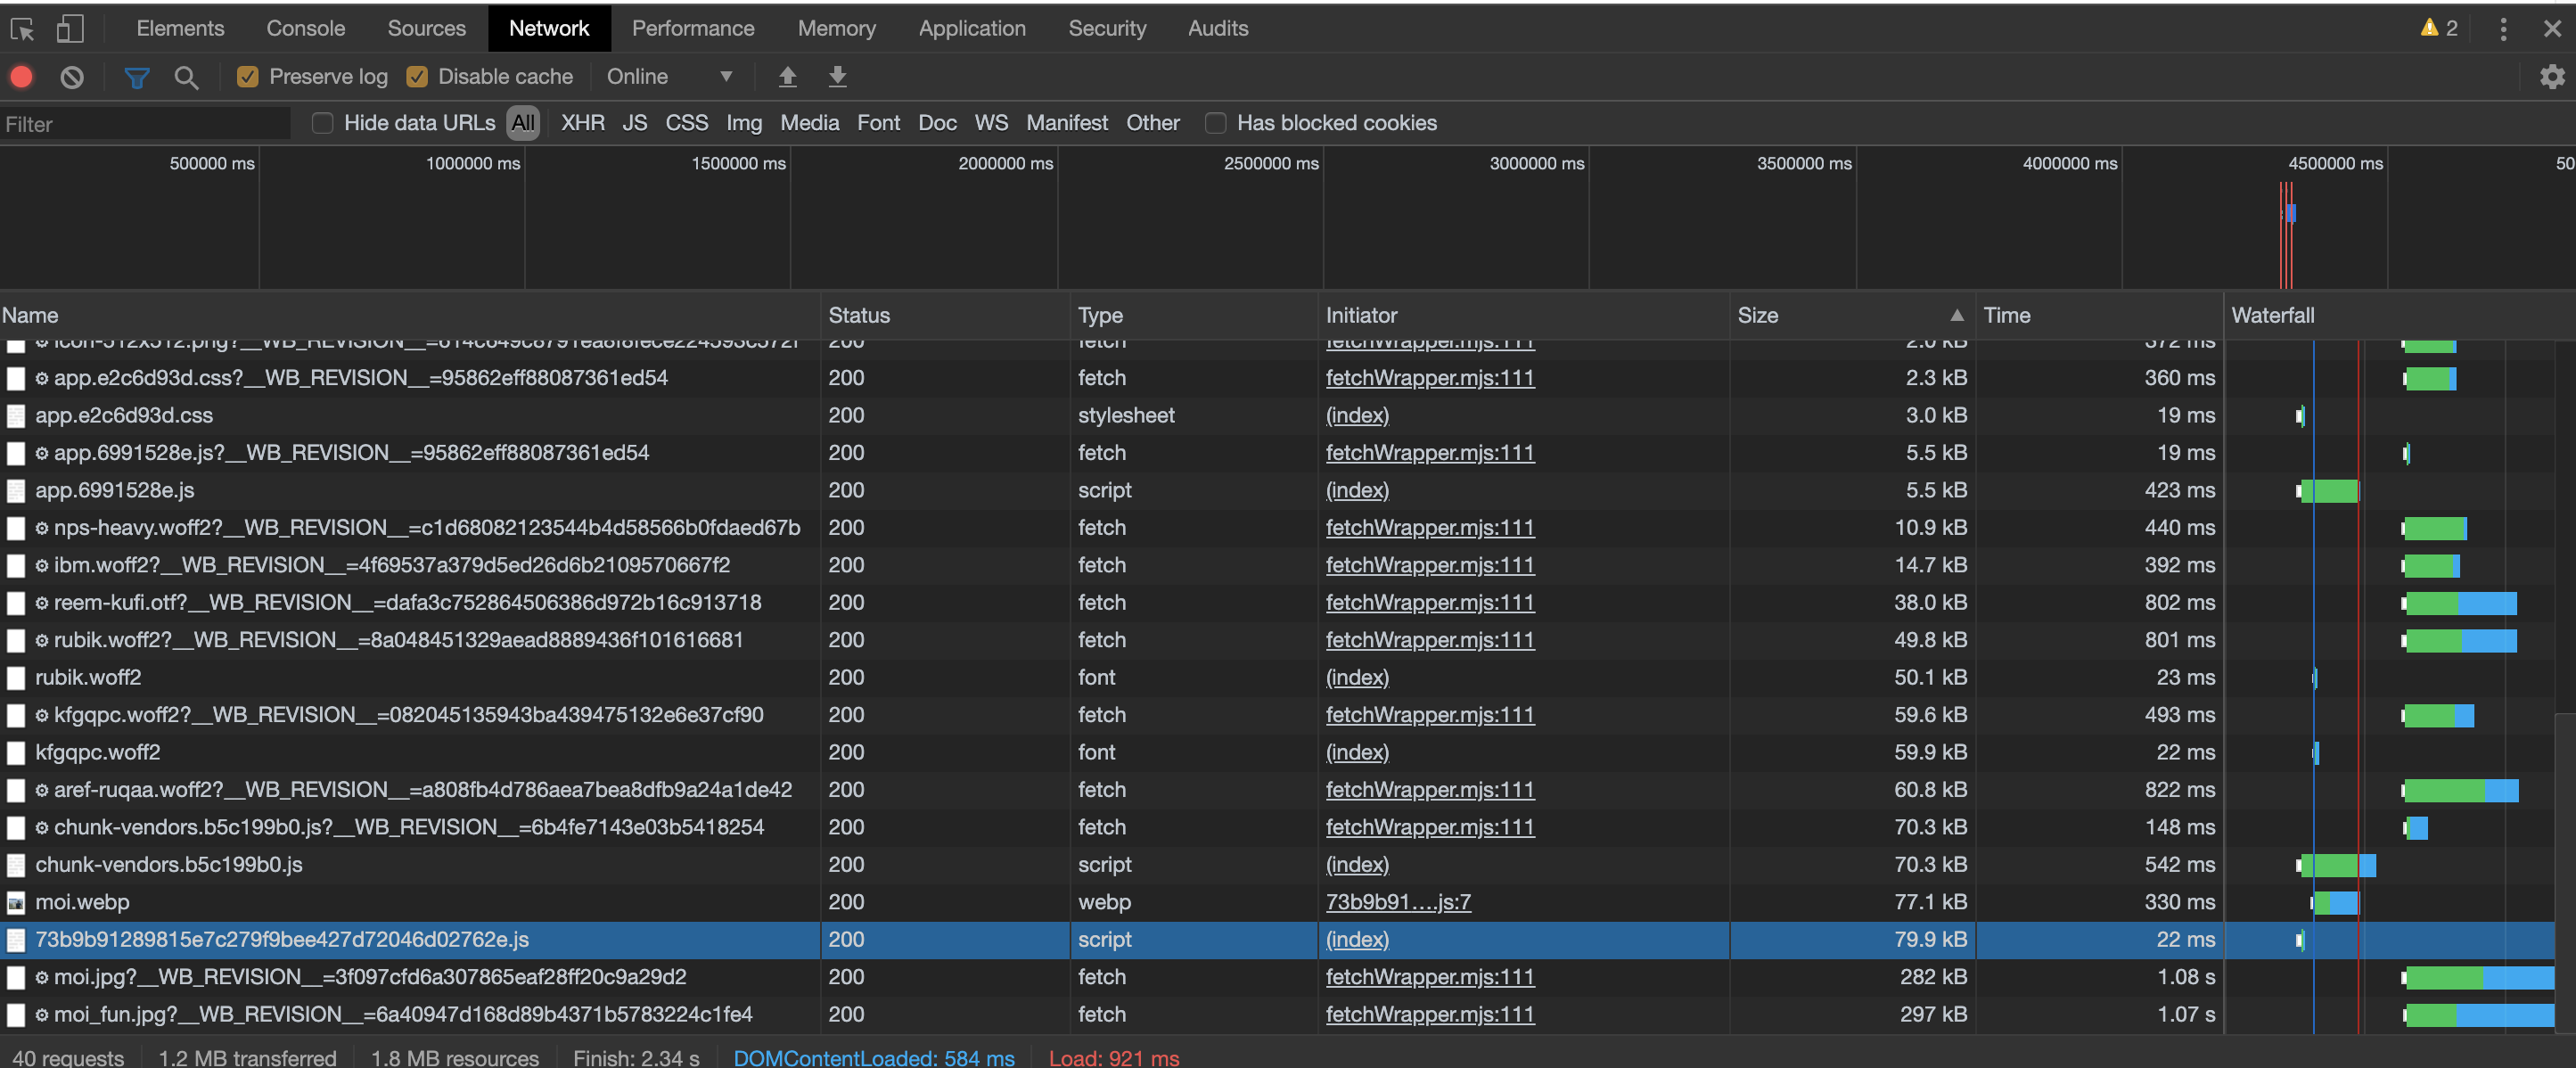 Elements Console Sources Network Performance Memory Application Security Audits 2
Preserve log Disable cache Online
Filter Hide data URLs All XHR JS CSS Img Media Font Doc WS Manifest Other Has blocked cookies
500000 ms 1000000 ms 1500000 ms 2000000 ms 2500000 ms 3000000 ms 3500000 ms 4000000 ms 4500000 ms 50
Name Status Type Initiator Size Time Waterfall
200 fetch fetchWrapper.mjs:111 2.0 kB 372 ms
app.e2c6d93d.css?__WB_REVISION__=95862eff88087361ed54 200 fetch fetchWrapper.mjs:111 2.3 kB 360 ms
app.e2c6d93d.css 200 stylesheet (index) 3.0 kB 19 ms
app.6991528e.js?__WB_REVISION__=95862eff88087361ed54 200 fetch fetchWrapper.mjs:111 5.5 kB 19 ms
app.6991528e.js 200 script (index) 5.5 kB 423 ms
nps-heavy.woff2?__WB_REVISION__=c1d68082123544b4d58566b0fdaed67b 200 fetch fetchWrapper.mjs:111 10.9 kB 440 ms
ibm.woff2?__WB_REVISION__=4f69537a379d5ed26d6b2109570667f2 200 fetch fetchWrapper.mjs:111 14.7 kB 392 ms
reem-kufi.otf?__WB_REVISION__=dafa3c752864506386d972b16c913718 200 fetch fetchWrapper.mjs:111 38.0 kB 802 ms
rubik.woff2?__WB_REVISION__=8a048451329aead8889436f101616681 200 fetch fetchWrapper.mjs:111 49.8 kB 801 ms
rubik.woff2 200 font (index) 50.1 kB 23 ms
kfgqpc.woff2?__WB_REVISION__=082045135943ba439475132e6e37cf90 200 fetch fetchWrapper.mjs:111 59.6 kB 493 ms
kfgqpc.woff2 200 font (index) 59.9 kB 22 ms
aref-ruqaa.woff2?__WB_REVISION__=a808fb4d786aea7bea8dfb9a24a1de42 200 fetch fetchWrapper.mjs:111 60.8 kB 822 ms
chunk-vendors.b5c199b0.js?__WB_REVISION__=6b4fe7143e03b5418254 200 fetch fetchWrapper.mjs:111 70.3 kB 148 ms
chunk-vendors.b5c199b0.js 200 script (index) 70.3 kB 542 ms
moi.webp 200 webp 73b9b91….js:7 77.1 kB 330 ms
73b9b91289815e7c279f9bee427d72046d02762e.js 200 script (index) 79.9 kB 22 ms
moi.jpg?__WB_REVISION__=3f097cfd6a307865eaf28ff20c9a29d2 200 fetch fetchWrapper.mjs:111 282 kB 1.08 s
moi_fun.jpg?__WB_REVISION__=6a40947d168d89b4371b5783224c1fe4 200 fetch fetchWrapper.mjs:111 297 kB 1.07 s
40 requests 1.2 MB transferred 1.8 MB resources Finish: 2.34 s DOMContentLoaded: 584 ms Load: 921 ms